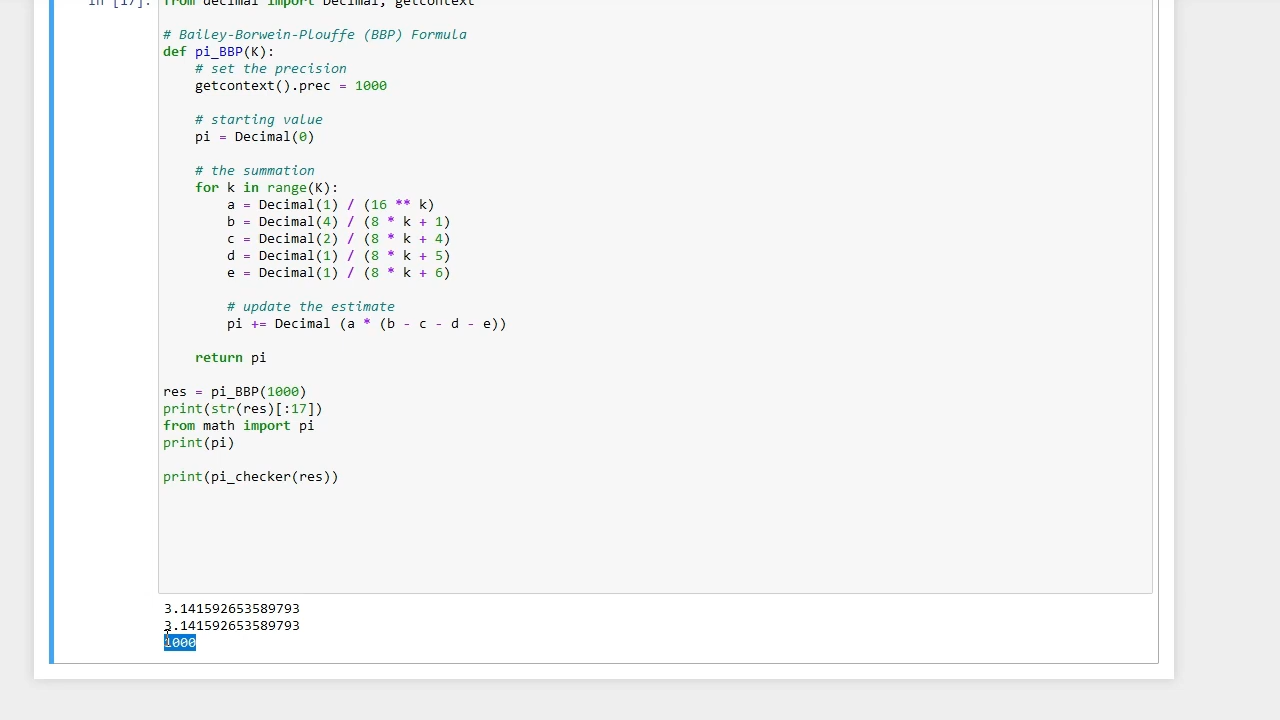 In [17]: from decimal import Decimal, getcontext
# Bailey-Borwein-Plouffe (BBP) Formula
def pi_BBP(K):
    # set the precision
    getcontext().prec = 1000
    # starting value
    pi = Decimal(0)
    # the summation
    for k in range(K):
        a = Decimal(1) / (16 ** k)
        b = Decimal(4) / (8 * k + 1)
        c = Decimal(2) / (8 * k + 4)
        d = Decimal(1) / (8 * k + 5)
        e = Decimal(1) / (8 * k + 6)
        # update the estimate
        pi += Decimal (a * (b - c - d - e))
    return pi
res = pi_BBP(1000)
print(str(res)[:17])
from math import pi
print(pi)
print(pi_checker(res))
3.141592653589793
3.141592653589793
1000